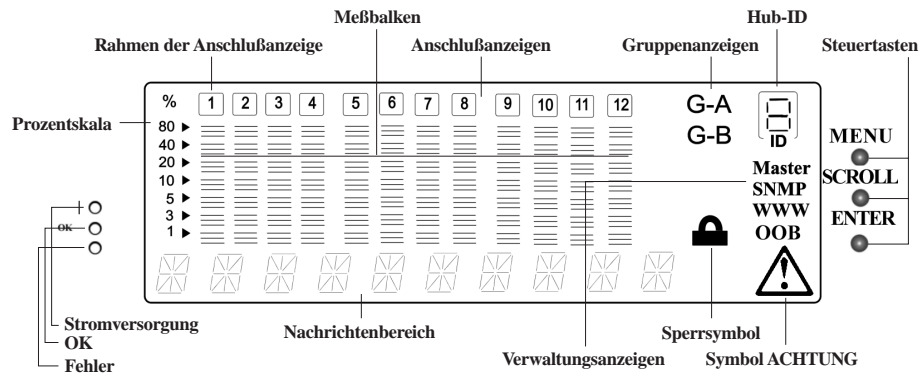 Meßbalken
Hub-ID
Rahmen der Anschlußanzeige
Anschlußanzeigen
Gruppenanzeigen
Steuertasten
% 1 2 3 4 5 6 7 8 9 10 11 12
G-A
G-B
ID
Prozentskala
80
40
20
10
5
3
1
MENU
SCROLL
ENTER
Master
SNMP
WWW
OOB
OK
Stromversorgung
OK
Fehler
Nachrichtenbereich
Sperrsymbol
Verwaltungsanzeigen
Symbol ACHTUNG